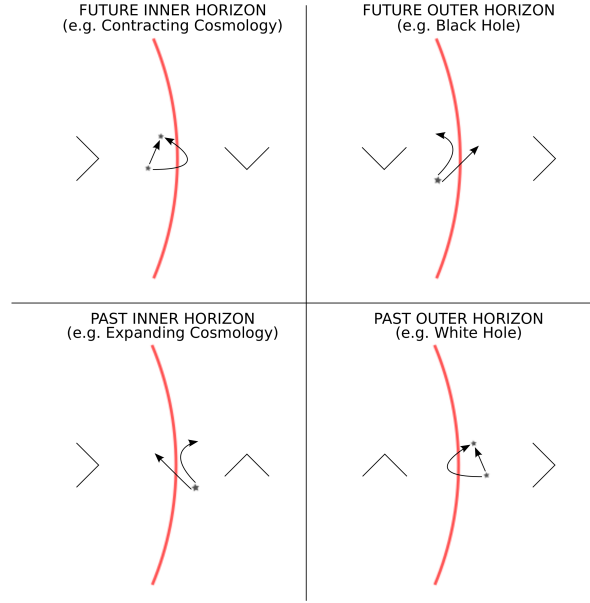 FUTURE INNER HORIZON
(e.g. Contracting Cosmology)
FUTURE OUTER HORIZON
(e.g. Black Hole)
PAST INNER HORIZON
(e.g. Expanding Cosmology)
PAST OUTER HORIZON
(e.g. White Hole)